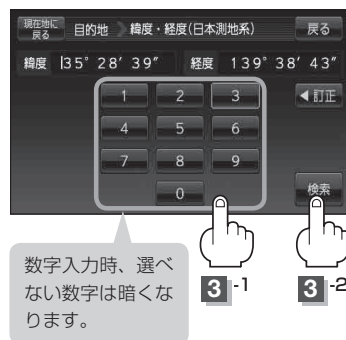 現在地に
戻る
目的地 緯度・経度(日本測地系) 戻る
緯度 35° 28′ 39″ 経度 139° 38′ 43″
1 2 3 ◀訂正
4 5 6
7 8 9
0 検索
3-1 3-2
数字入力時、選べ
ない数字は暗くな
ります。